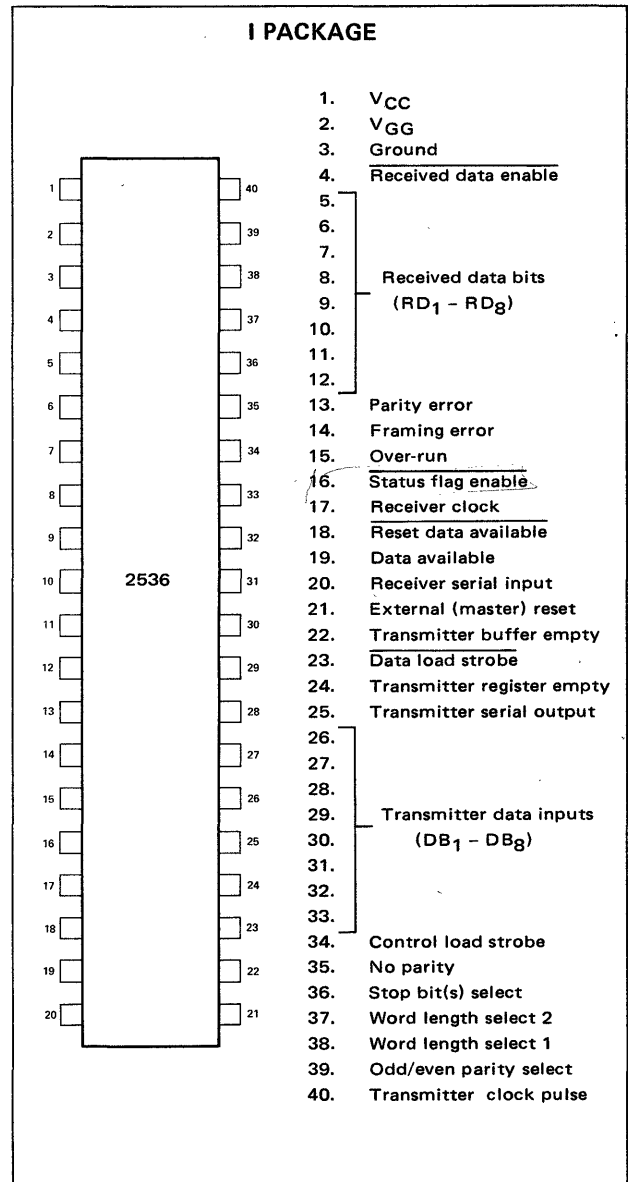 I PACKAGE
1. VCC
2. VGG
3. Ground
4. Received data enable
5.
6.
7.
8. Received data bits
9. (RD1 – RD8)
10.
11.
12.
13. Parity error
14. Framing error
15. Over-run
16. Status flag enable
17. Receiver clock
18. Reset data available
19. Data available
20. Receiver serial input
21. External (master) reset
22. Transmitter buffer empty
23. Data load strobe
24. Transmitter register empty
25. Transmitter serial output
26.
27.
28.
29. Transmitter data inputs
30. (DB1 – DB8)
31.
32.
33.
34. Control load strobe
35. No parity
36. Stop bit(s) select
37. Word length select 2
38. Word length select 1
39. Odd/even parity select
40. Transmitter clock pulse
1 40
2 39
3 38
4 37
5 36
6 35
7 34
8 33
9 32
10 2536 31
11 30
12 29
13 28
14 27
15 26
16 25
17 24
18 23
19 22
20 21